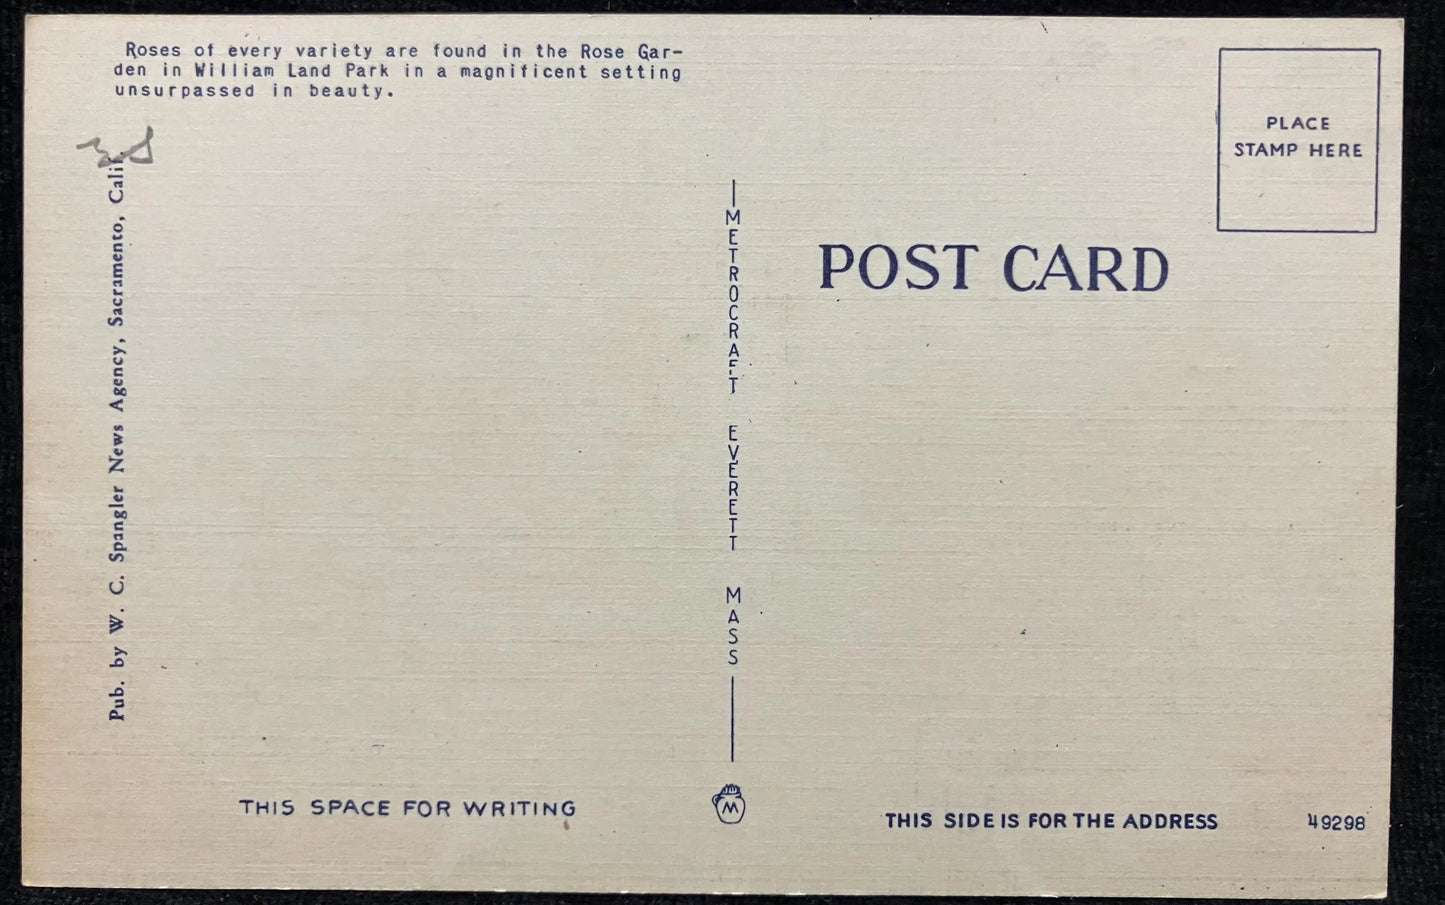 Roses of every variety are found in the Rose Gar-
den in William Land Park in a magnificent setting
unsurpassed in beauty.
Pub. by W. C. Spangler News Agency, Sacramento, Calif.
METROCRAFT EVERETT MASS
M
PLACE
STAMP HERE
POST CARD
THIS SPACE FOR WRITING
THIS SIDE IS FOR THE ADDRESS
49298